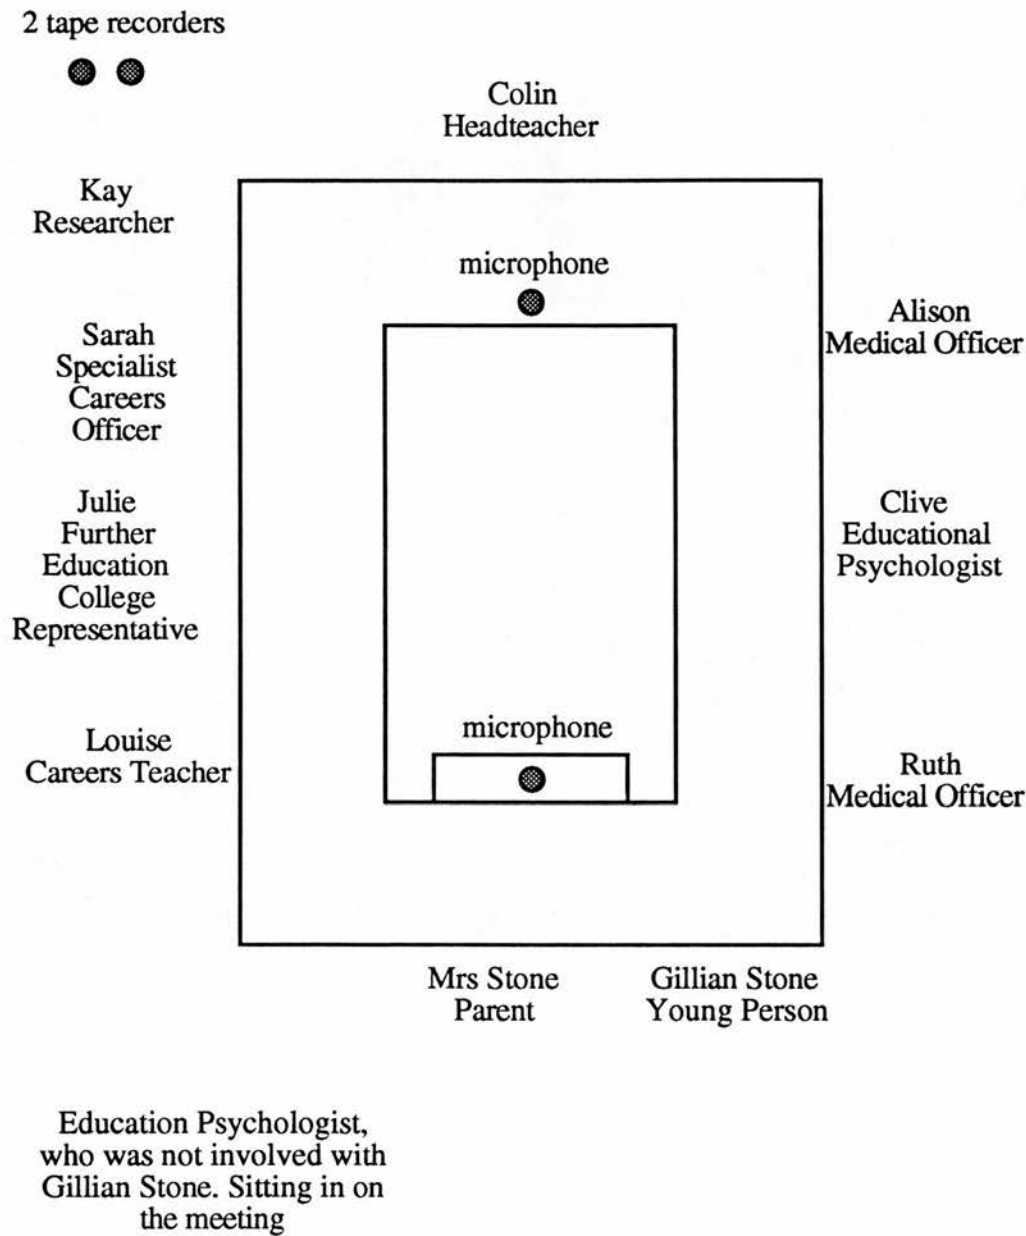 2 tape recorders
Colin
Headteacher
Kay
Researcher
microphone
Alison
Medical Officer
Sarah
Specialist
Careers
Officer
Julie
Further
Education
College
Representative
Clive
Educational
Psychologist
microphone
Louise
Careers Teacher
Ruth
Medical Officer
Mrs Stone
Parent
Gillian Stone
Young Person
Education Psychologist,
who was not involved with
Gillian Stone. Sitting in on
the meeting